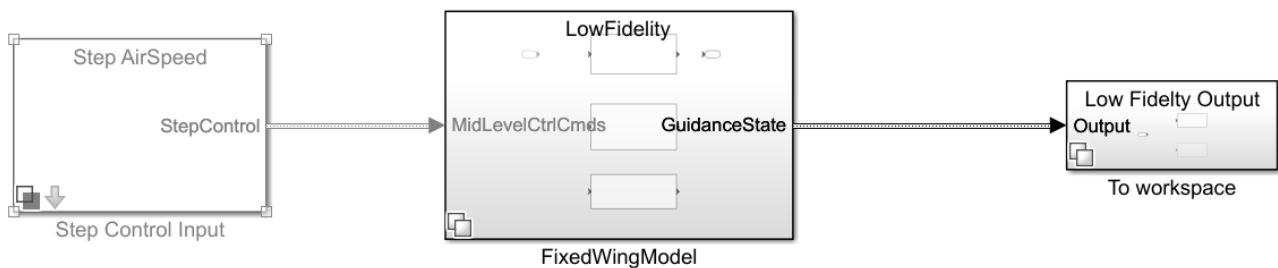 Step AirSpeed
StepControl
Step Control Input
LowFidelity
MidLevelCtrlCmds
GuidanceState
FixedWingModel
Low Fidelty Output
Output
To workspace